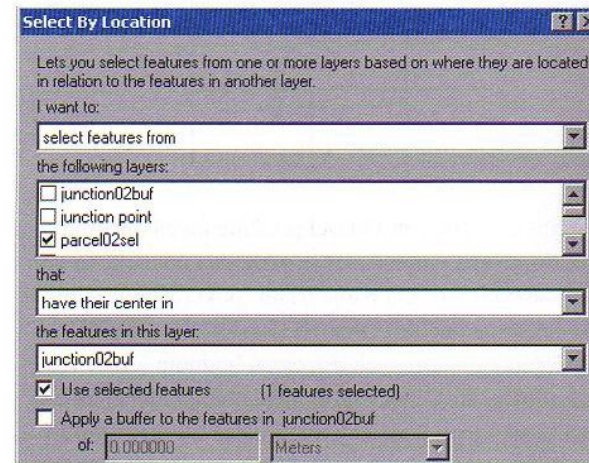 Select By Location
Lets you select features from one or more layers based on where they are located
in relation to the features in another layer.
I want to:
select features from
the following layers:
junction02buf
junction point
parcel02sel
that:
have their center in
the features in this layer:
junction02buf
Use selected features (1 features selected)
Apply a buffer to the features in junction02buf
of: 0.000000 Meters